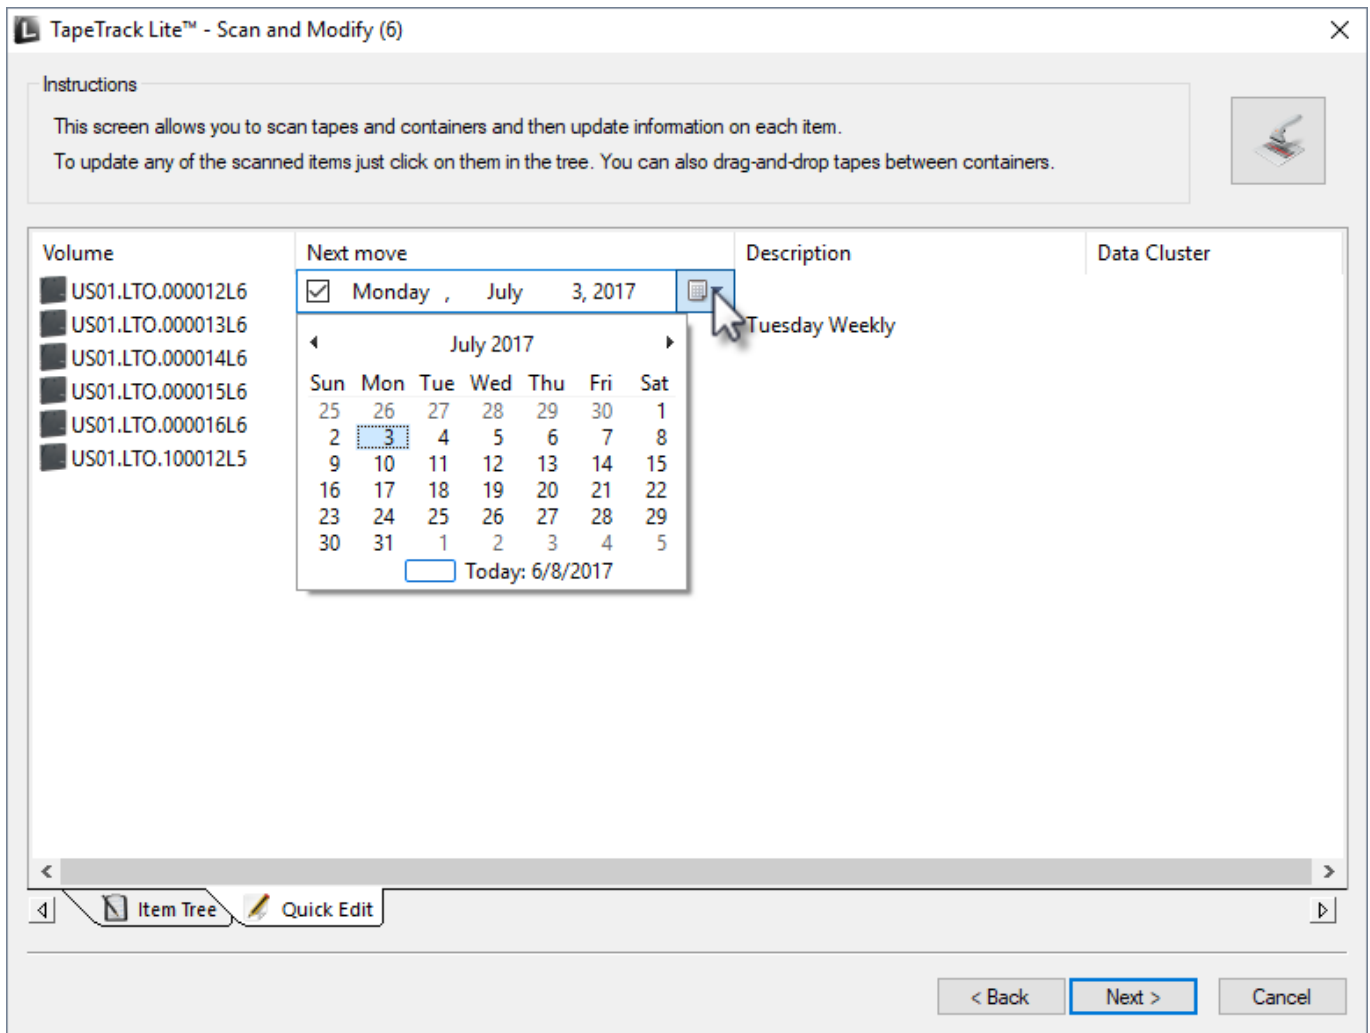 TapeTrack Lite™ - Scan and Modify (6)
Instructions
This screen allows you to scan tapes and containers and then update information on each item.
To update any of the scanned items just click on them in the tree. You can also drag-and-drop tapes between containers.
Volume Next move Description Data Cluster
US01.LTO.000012L6 Monday , July 3, 2017
US01.LTO.000013L6 Tuesday Weekly
US01.LTO.000014L6
US01.LTO.000015L6
US01.LTO.000016L6
US01.LTO.100012L5
July 2017
Sun Mon Tue Wed Thu Fri Sat
25 26 27 28 29 30 1
2 3 4 5 6 7 8
9 10 11 12 13 14 15
16 17 18 19 20 21 22
23 24 25 26 27 28 29
30 31 1 2 3 4 5
Today: 6/8/2017
Item Tree Quick Edit
< Back Next > Cancel